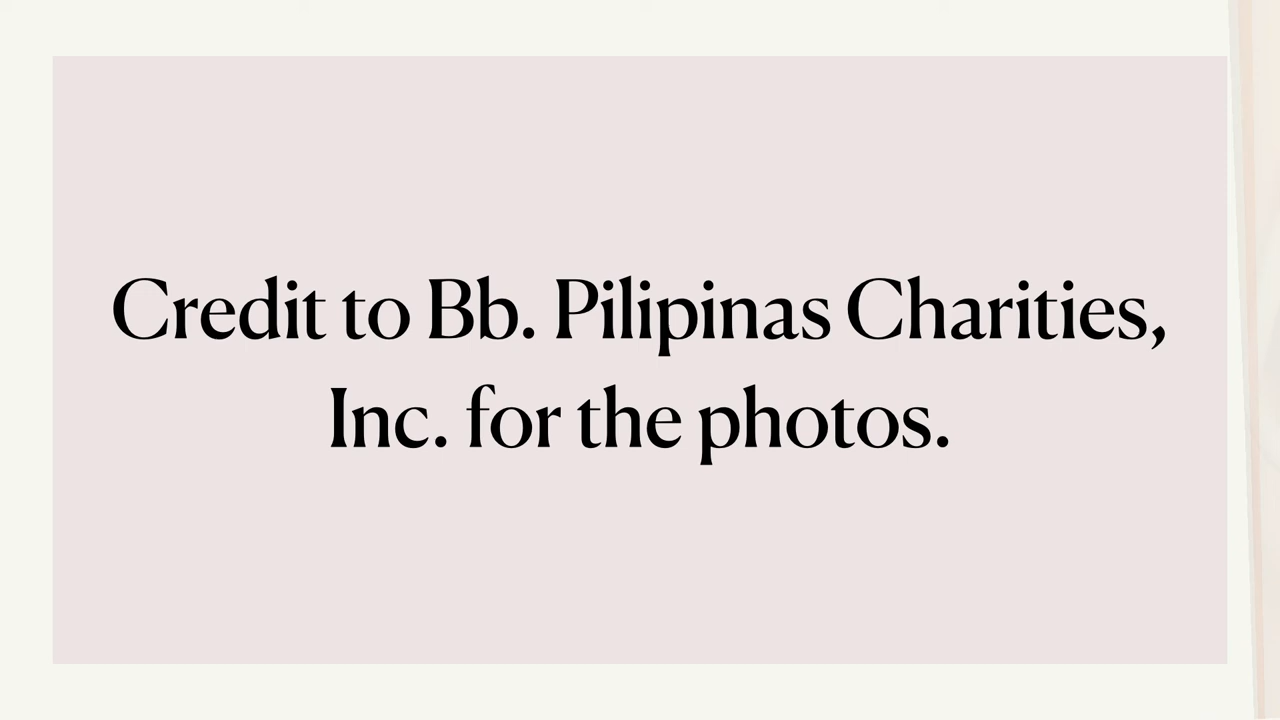 Credit to Bb. Pilipinas Charities,
Inc. for the photos.